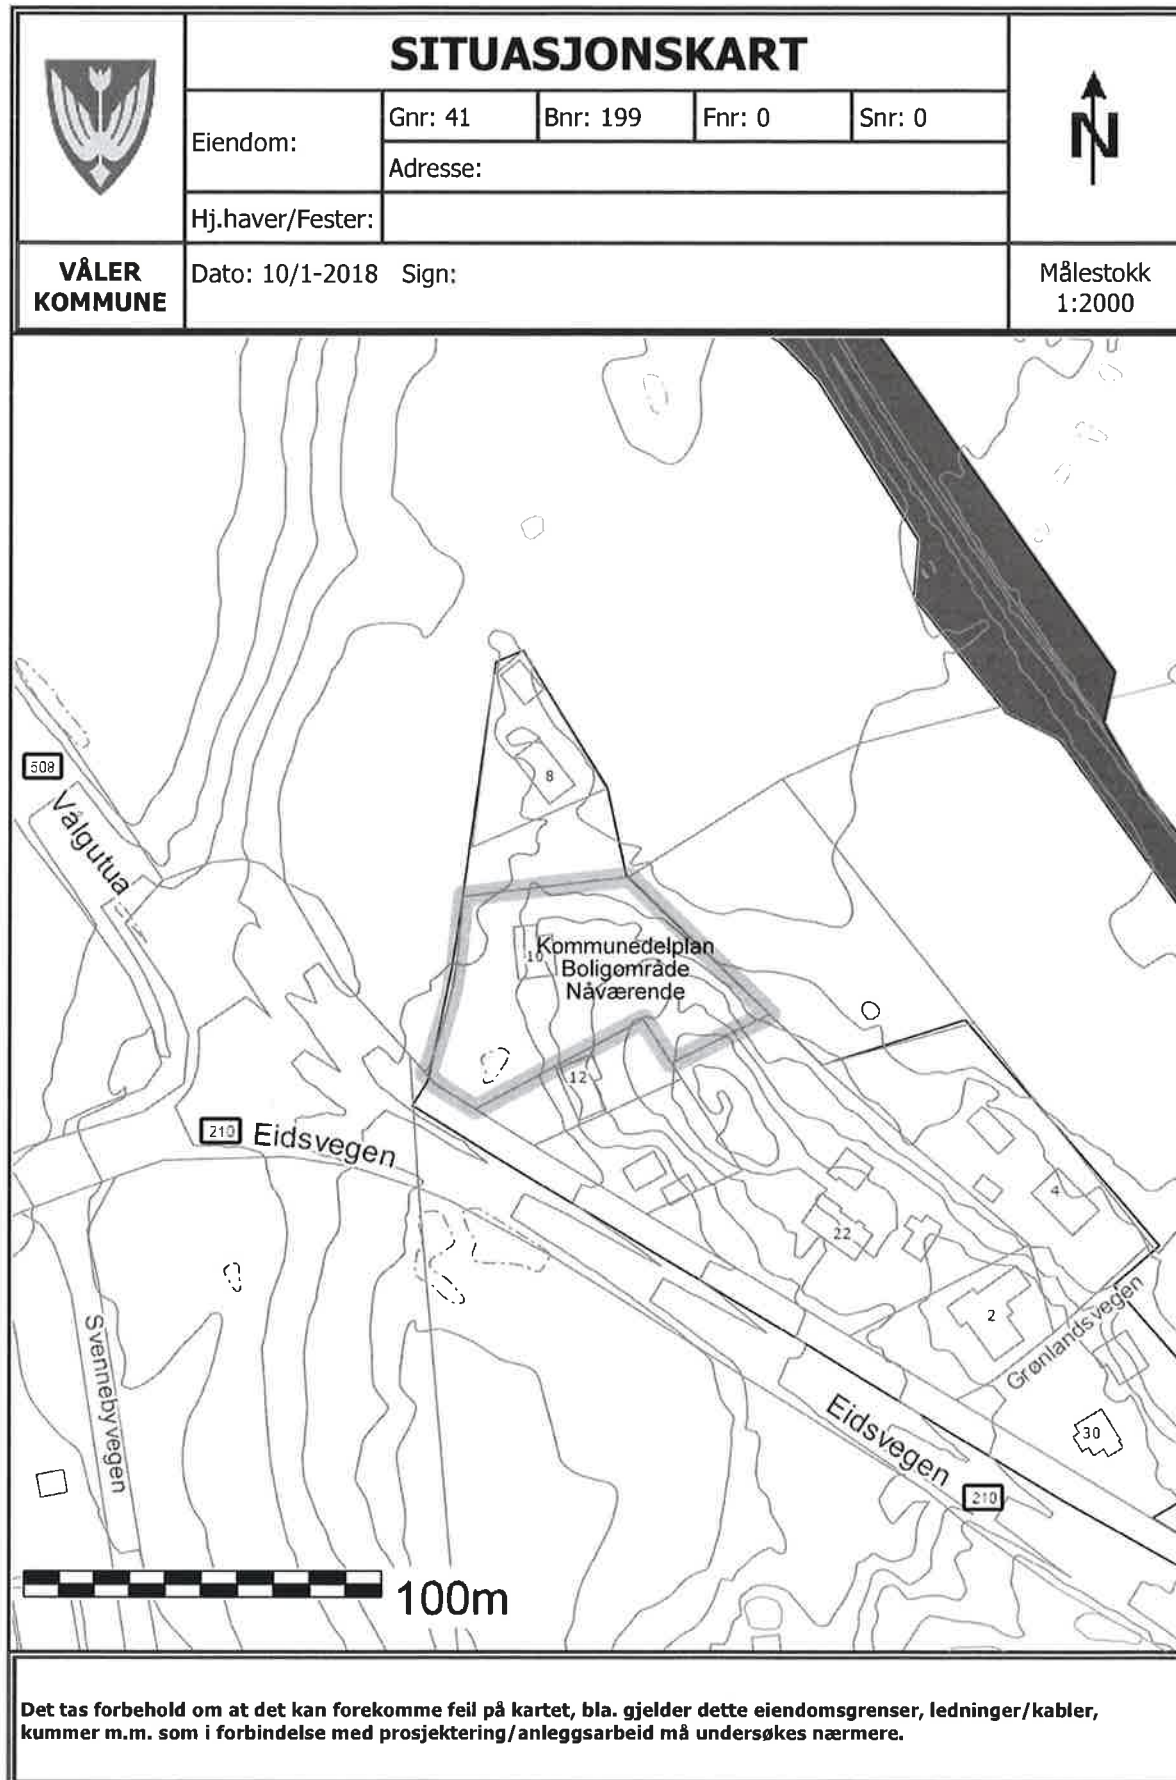 SITUASJONSKART
Eiendom:
Gnr: 41
Bnr: 199
Fnr: 0
Snr: 0
Adresse:
Hj.haver/Fester:
N
VÅLER
KOMMUNE
Dato: 10/1-2018 Sign:
Målestokk
1:2000
508
Vålgutua
8
10
Kommunedelplan
Boligområde
Nåværende
12
210
Eidsvegen
4
22
2
Grønlandsvegen
Svennebyvegen
Eidsvegen
30
210
100m
Det tas forbehold om at det kan forekomme feil på kartet, bla. gjelder dette eiendomsgrenser, ledninger/kabler,
kummer m.m. som i forbindelse med prosjektering/anleggsarbeid må undersøkes nærmere.